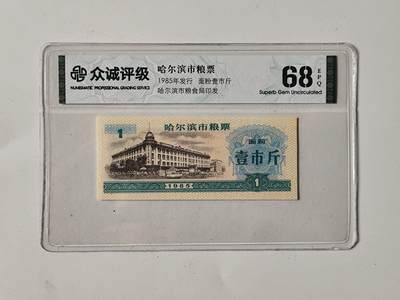 众诚评级
NUMISMATIC PROFESSIONAL GRADING SERVICE
哈尔滨市粮票
1985年发行 面粉壹市斤
哈尔滨市粮食局印发
68 EPQ
Superb Gem Uncirculated
1
哈尔滨市粮票
面粉
壹市斤
1985
1